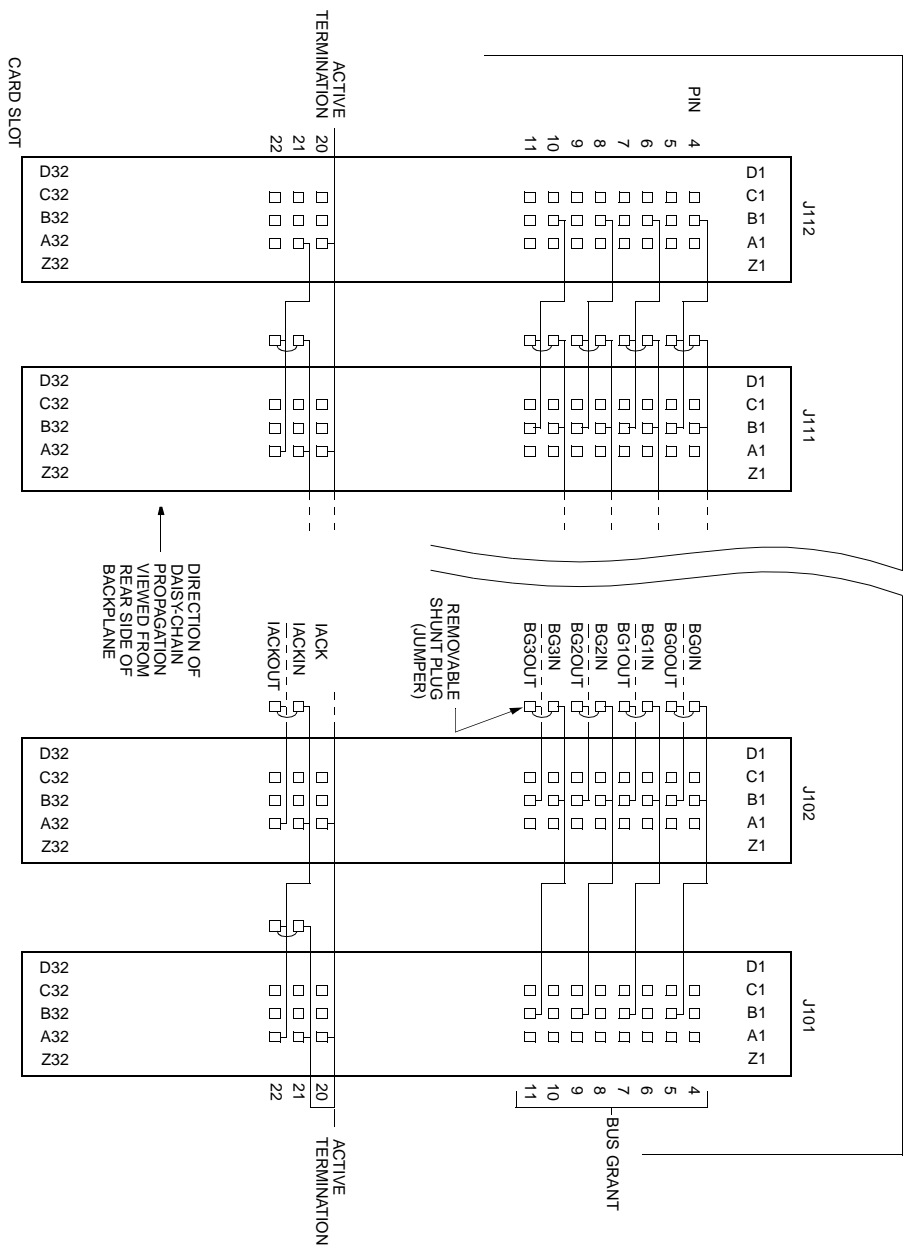 PIN
4
5
6
7
8
9
10
11
20
21
22
ACTIVE
TERMINATION
CARD SLOT
J112
D1
C1
B1
A1
Z1
D32
C32
B32
A32
Z32
J111
D1
C1
B1
A1
Z1
D32
C32
B32
A32
Z32
DIRECTION OF
DAISY-CHAIN
PROPAGATION
VIEWED FROM
REAR SIDE OF
BACKPLANE
BG0IN
BG0OUT
BG1IN
BG1OUT
BG2IN
BG2OUT
BG3IN
BG3OUT
REMOVABLE
SHUNT PLUG
(JUMPER)
IACK
IACKIN
IACKOUT
J102
D1
C1
B1
A1
Z1
D32
C32
B32
A32
Z32
J101
D1
C1
B1
A1
Z1
D32
C32
B32
A32
Z32
4
5
6
7
8
9
10
11
BUS GRANT
20
21
22
ACTIVE
TERMINATION